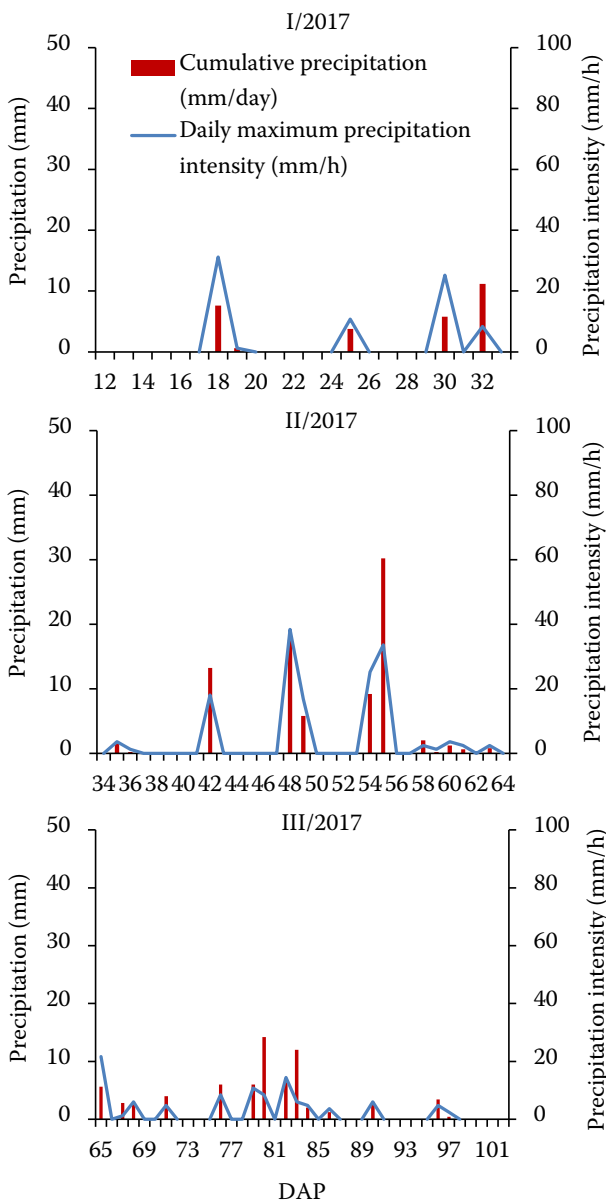 I/2017
50
40
30
20
10
0
Precipitation (mm)
Cumulative precipitation
(mm/day)
Daily maximum precipitation
intensity (mm/h)
100
80
60
40
20
0
Precipitation intensity (mm/h)
12 14 16 18 20 22 24 26 28 30 32
II/2017
50
40
30
20
10
0
Precipitation (mm)
100
80
60
40
20
0
Precipitation intensity (mm/h)
34 36 38 40 42 44 46 48 50 52 54 56 58 60 62 64
III/2017
50
40
30
20
10
0
Precipitation (mm)
100
80
60
40
20
0
Precipitation intensity (mm/h)
65 69 73 77 81 85 89 93 97 101
DAP